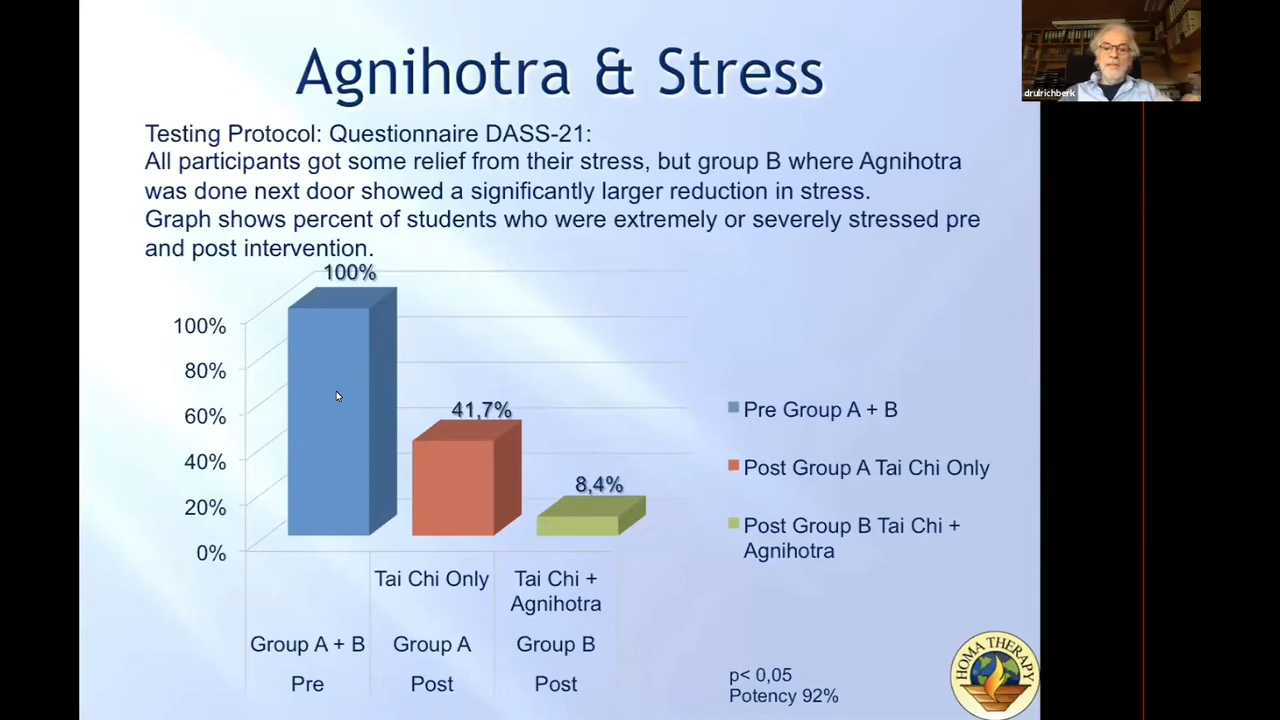 Agnihotra & Stress
drulrichberk
Testing Protocol: Questionnaire DASS-21:
All participants got some relief from their stress, but group B where Agnihotra
was done next door showed a significantly larger reduction in stress.
Graph shows percent of students who were extremely or severely stressed pre
and post intervention.
100%
100%
80%
60%
40%
20%
0%
41,7%
8,4%
Pre Group A + B
Post Group A Tai Chi Only
Post Group B Tai Chi +
Agnihotra
Tai Chi Only
Tai Chi +
Agnihotra
Group A + B
Group A
Group B
Pre
Post
Post
p< 0,05
Potency 92%
HOMA THERAPY